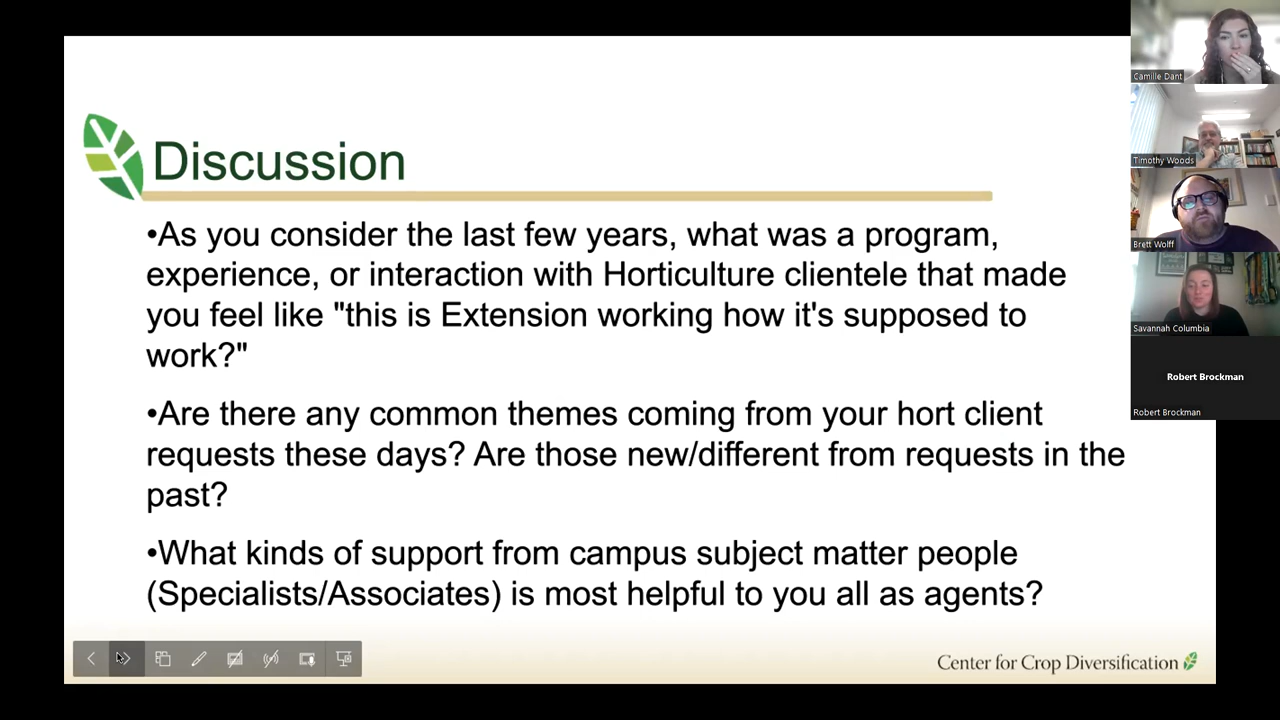 Discussion
•As you consider the last few years, what was a program,
experience, or interaction with Horticulture clientele that made
you feel like "this is Extension working how it's supposed to
work?"
•Are there any common themes coming from your hort client
requests these days? Are those new/different from requests in the
past?
•What kinds of support from campus subject matter people
(Specialists/Associates) is most helpful to you all as agents?
Center for Crop Diversification
Camille Dant
Timothy Woods
Brett Wolff
Savannah Columbia
Robert Brockman
Robert Brockman